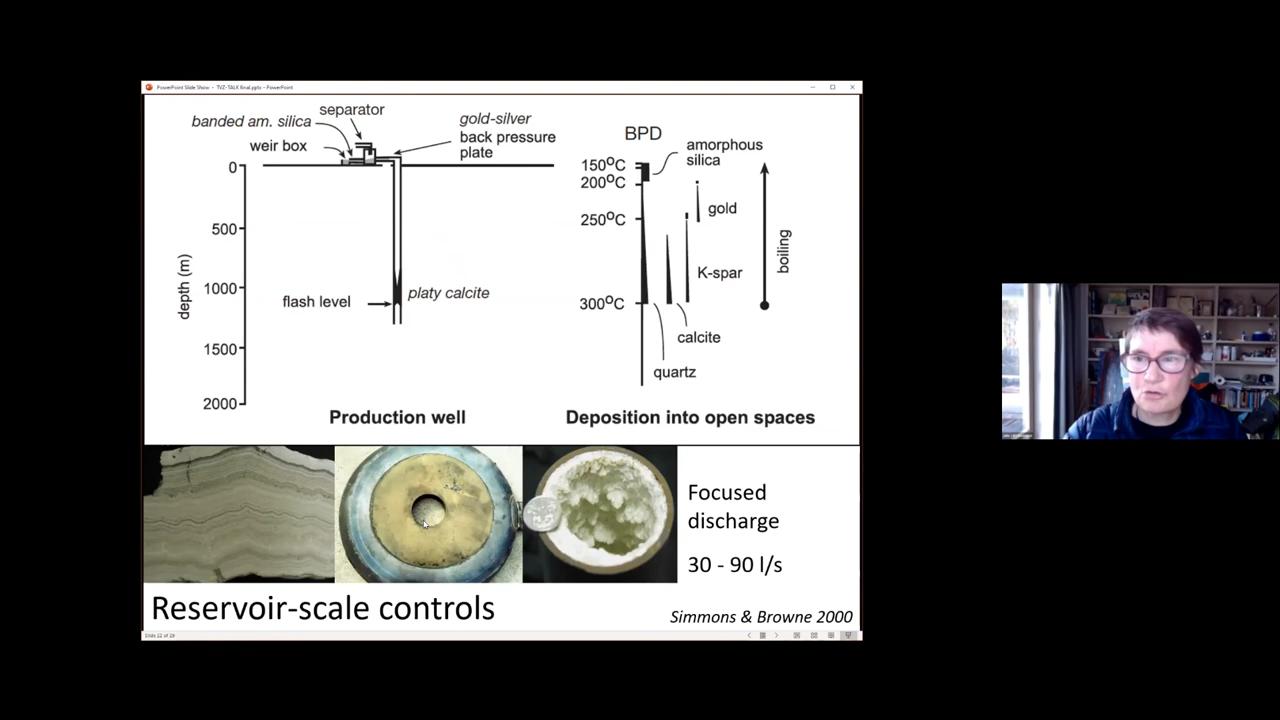 PowerPoint Slide Show - TVZ-TALK final.pptx - PowerPoint
separator
banded am. silica
weir box
gold-silver
back pressure
plate
0
500
1000
1500
2000
depth (m)
flash level
platy calcite
Production well
BPD
150°C
200°C
250°C
300°C
amorphous
silica
gold
K-spar
calcite
quartz
boiling
Deposition into open spaces
Focused
discharge
30 - 90 l/s
Reservoir-scale controls
Simmons & Browne 2000